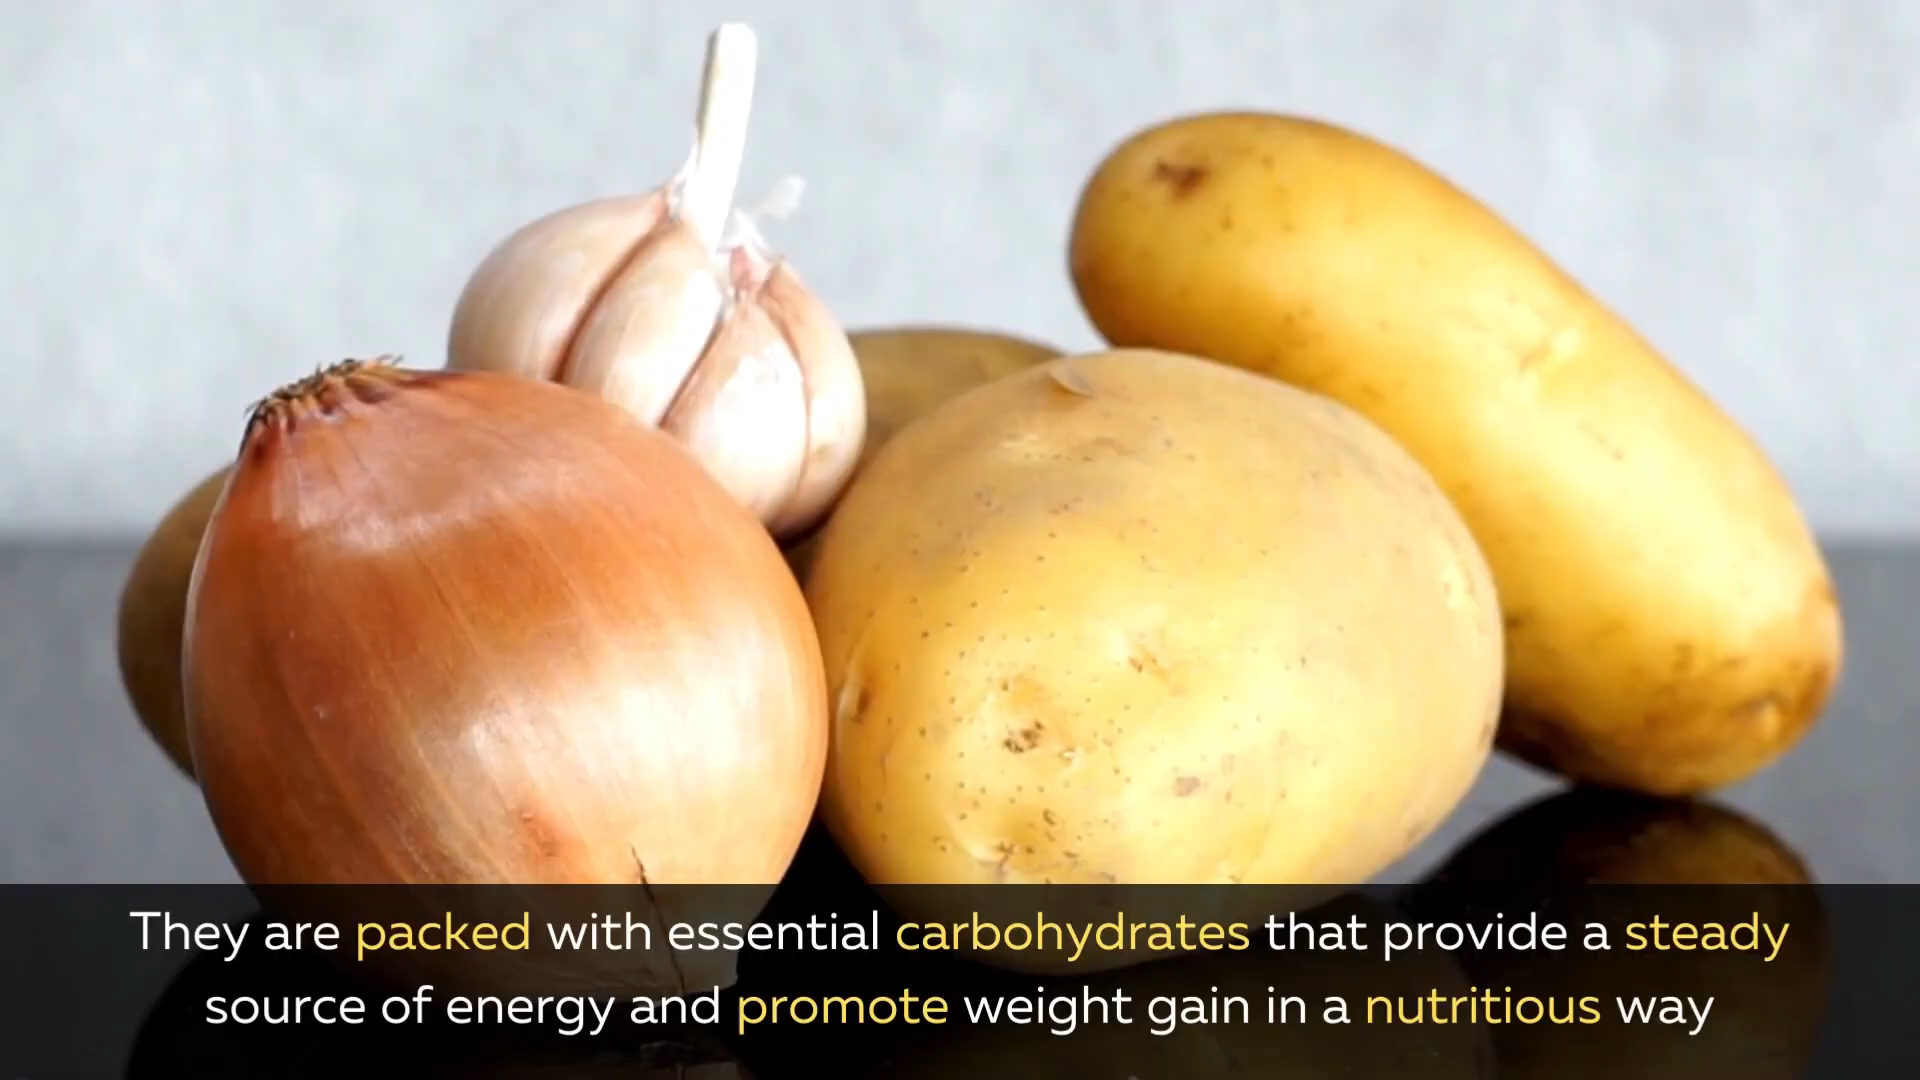 They are packed with essential carbohydrates that provide a steady
source of energy and promote weight gain in a nutritious way